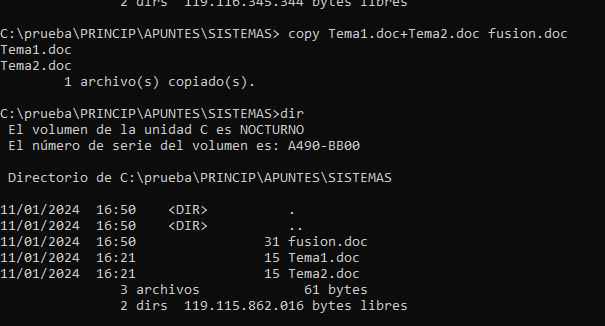 2 dirs  119.116.345.344 bytes libres
C:\prueba\PRINCIP\APUNTES\SISTEMAS> copy Tema1.doc+Tema2.doc fusion.doc
Tema1.doc
Tema2.doc
        1 archivo(s) copiado(s).
C:\prueba\PRINCIP\APUNTES\SISTEMAS>dir
 El volumen de la unidad C es NOCTURNO
 El número de serie del volumen es: A490-BB00
 Directorio de C:\prueba\PRINCIP\APUNTES\SISTEMAS
11/01/2024  16:50    <DIR>          .
11/01/2024  16:50    <DIR>          ..
11/01/2024  16:50                31 fusion.doc
11/01/2024  16:21                15 Tema1.doc
11/01/2024  16:21                15 Tema2.doc
               3 archivos             61 bytes
               2 dirs  119.115.862.016 bytes libres